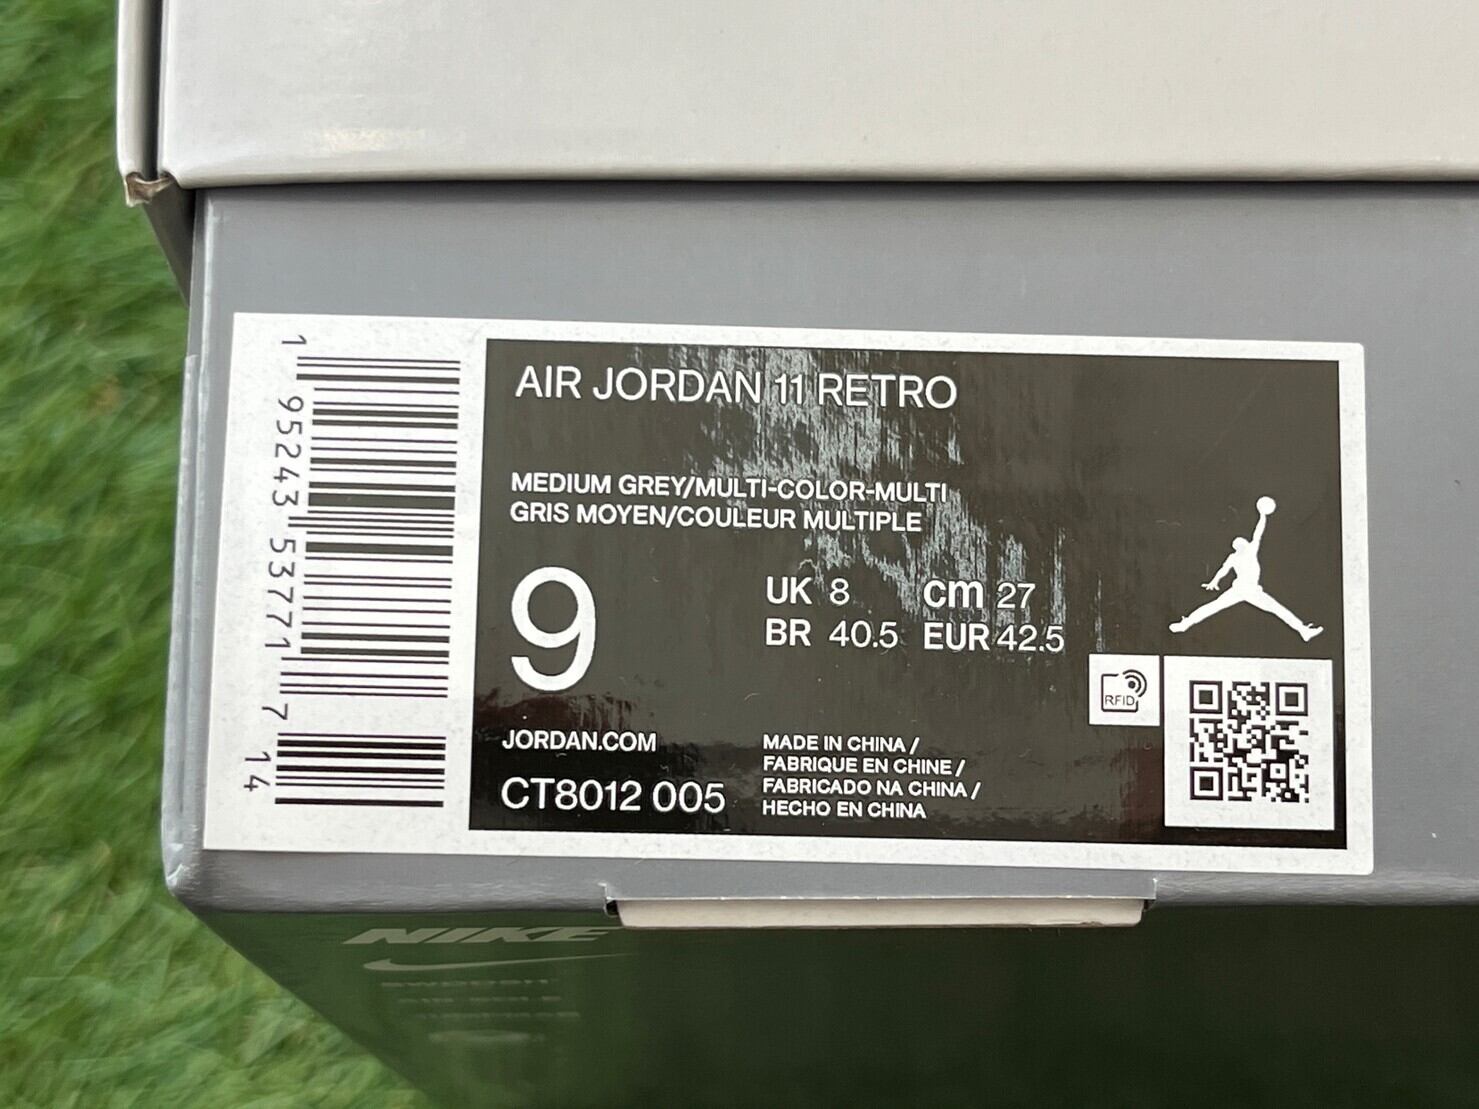 1 95243 53771 7 14
AIR JORDAN 11 RETRO
MEDIUM GREY/MULTI-COLOR-MULTI
GRIS MOYEN/COULEUR MULTIPLE
9
UK 8 cm 27
BR 40.5 EUR 42.5
RFID
JORDAN.COM
CT8012 005
MADE IN CHINA /
FABRIQUE EN CHINE /
FABRICADO NA CHINA /
HECHO EN CHINA
NIKE